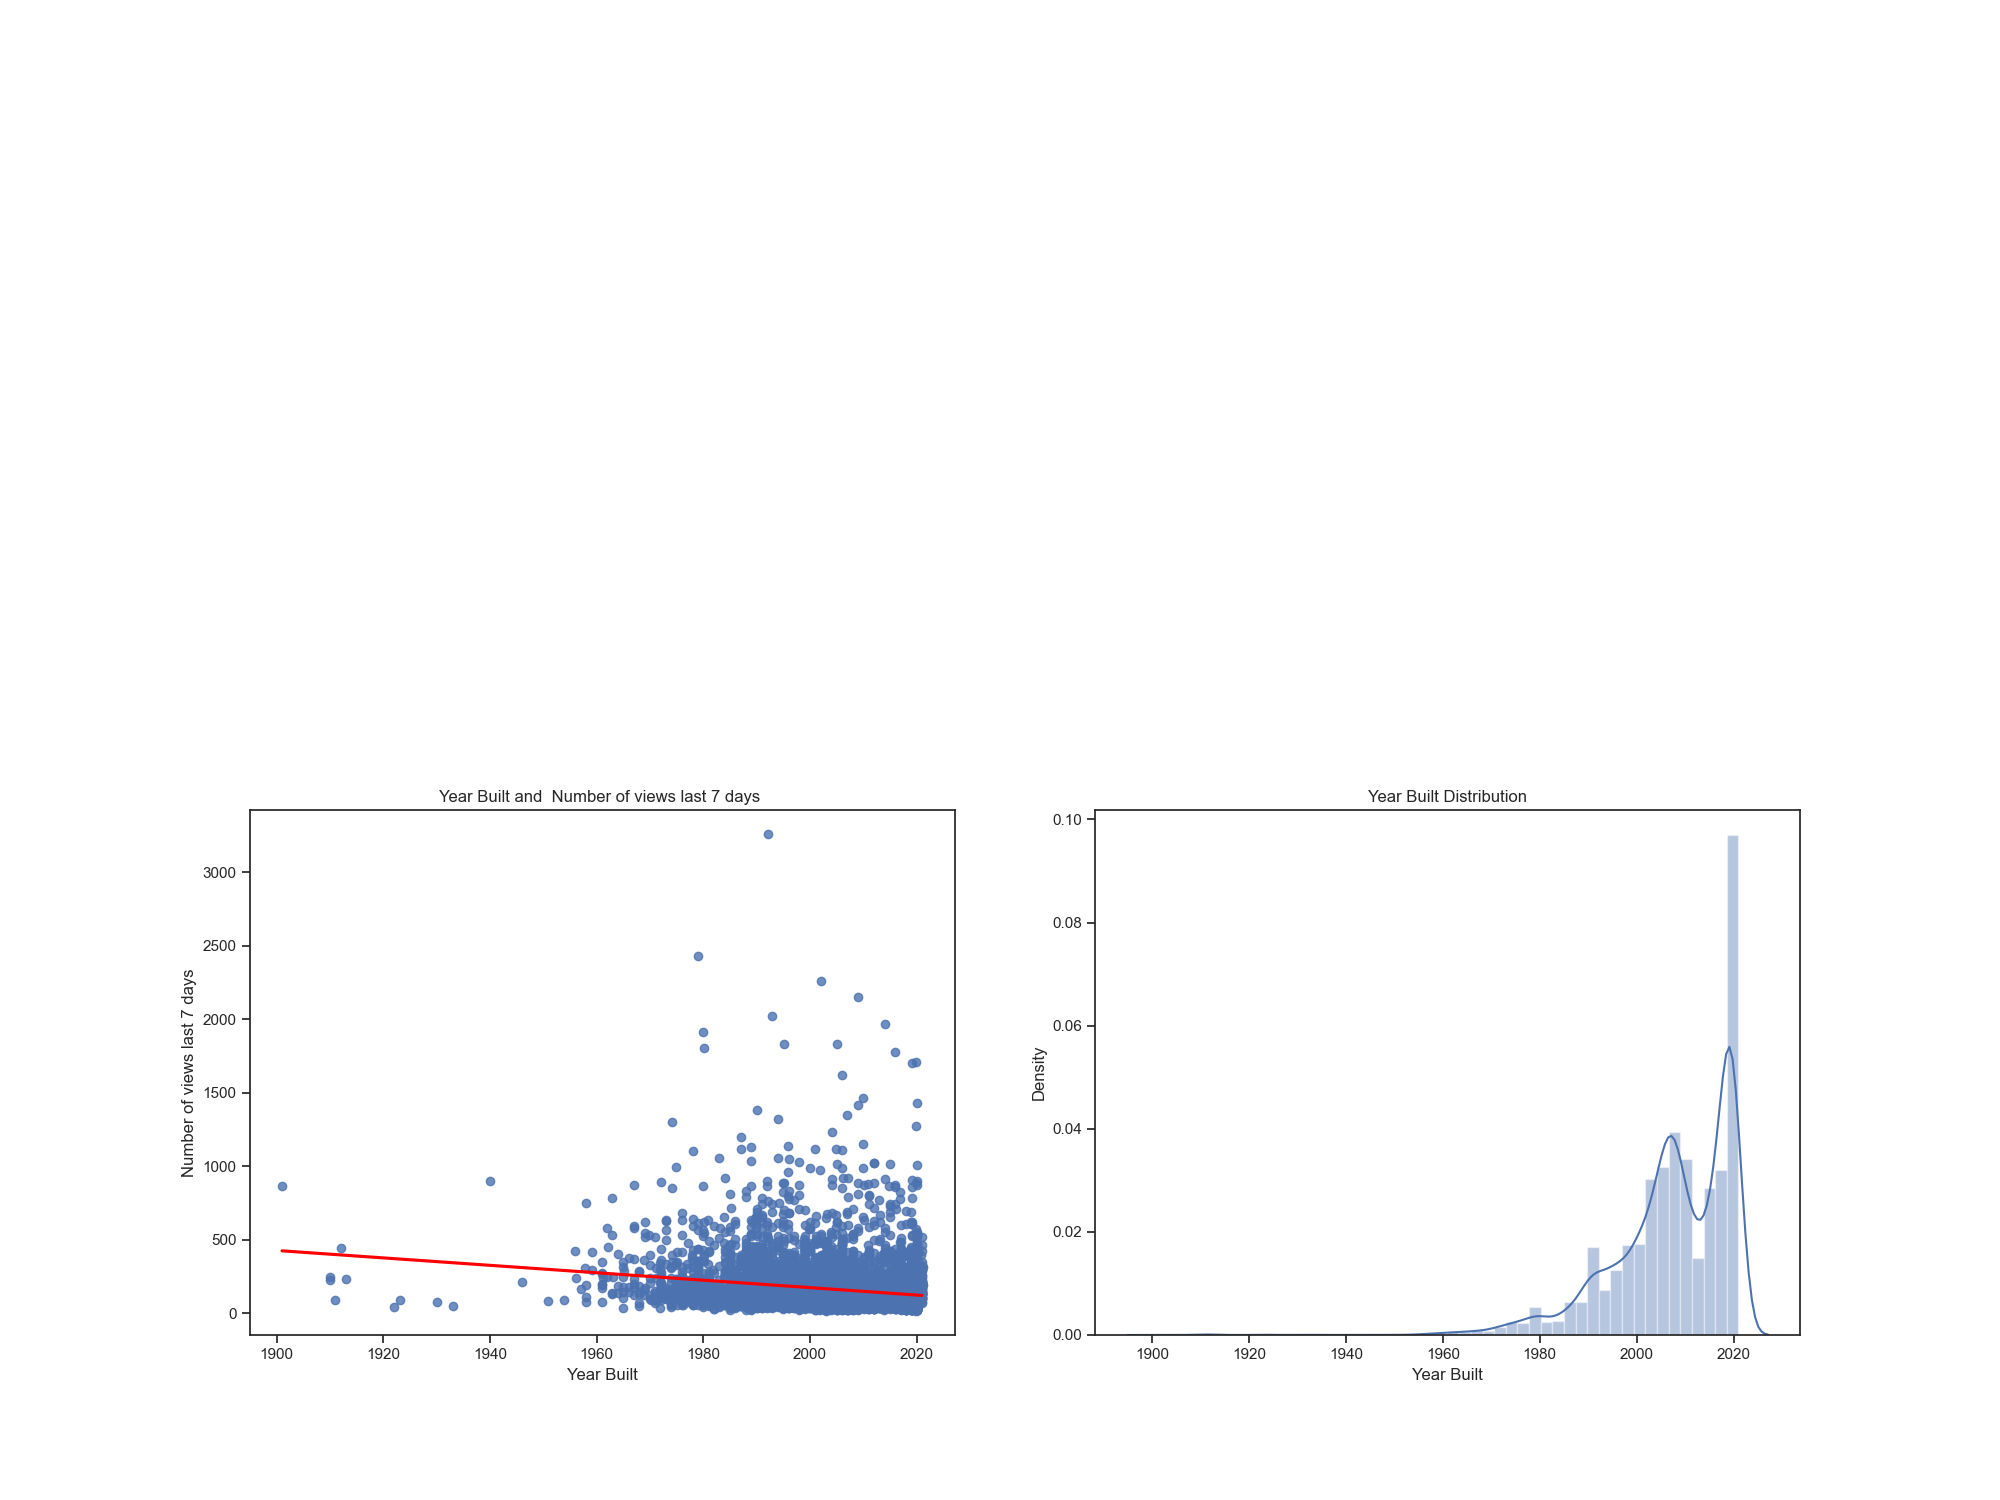 Year Built and  Number of views last 7 days
Number of views last 7 days
3000
2500
2000
1500
1000
500
0
1900 1920 1940 1960 1980 2000 2020
Year Built
Year Built Distribution
Density
0.10
0.08
0.06
0.04
0.02
0.00
1900 1920 1940 1960 1980 2000 2020
Year Built